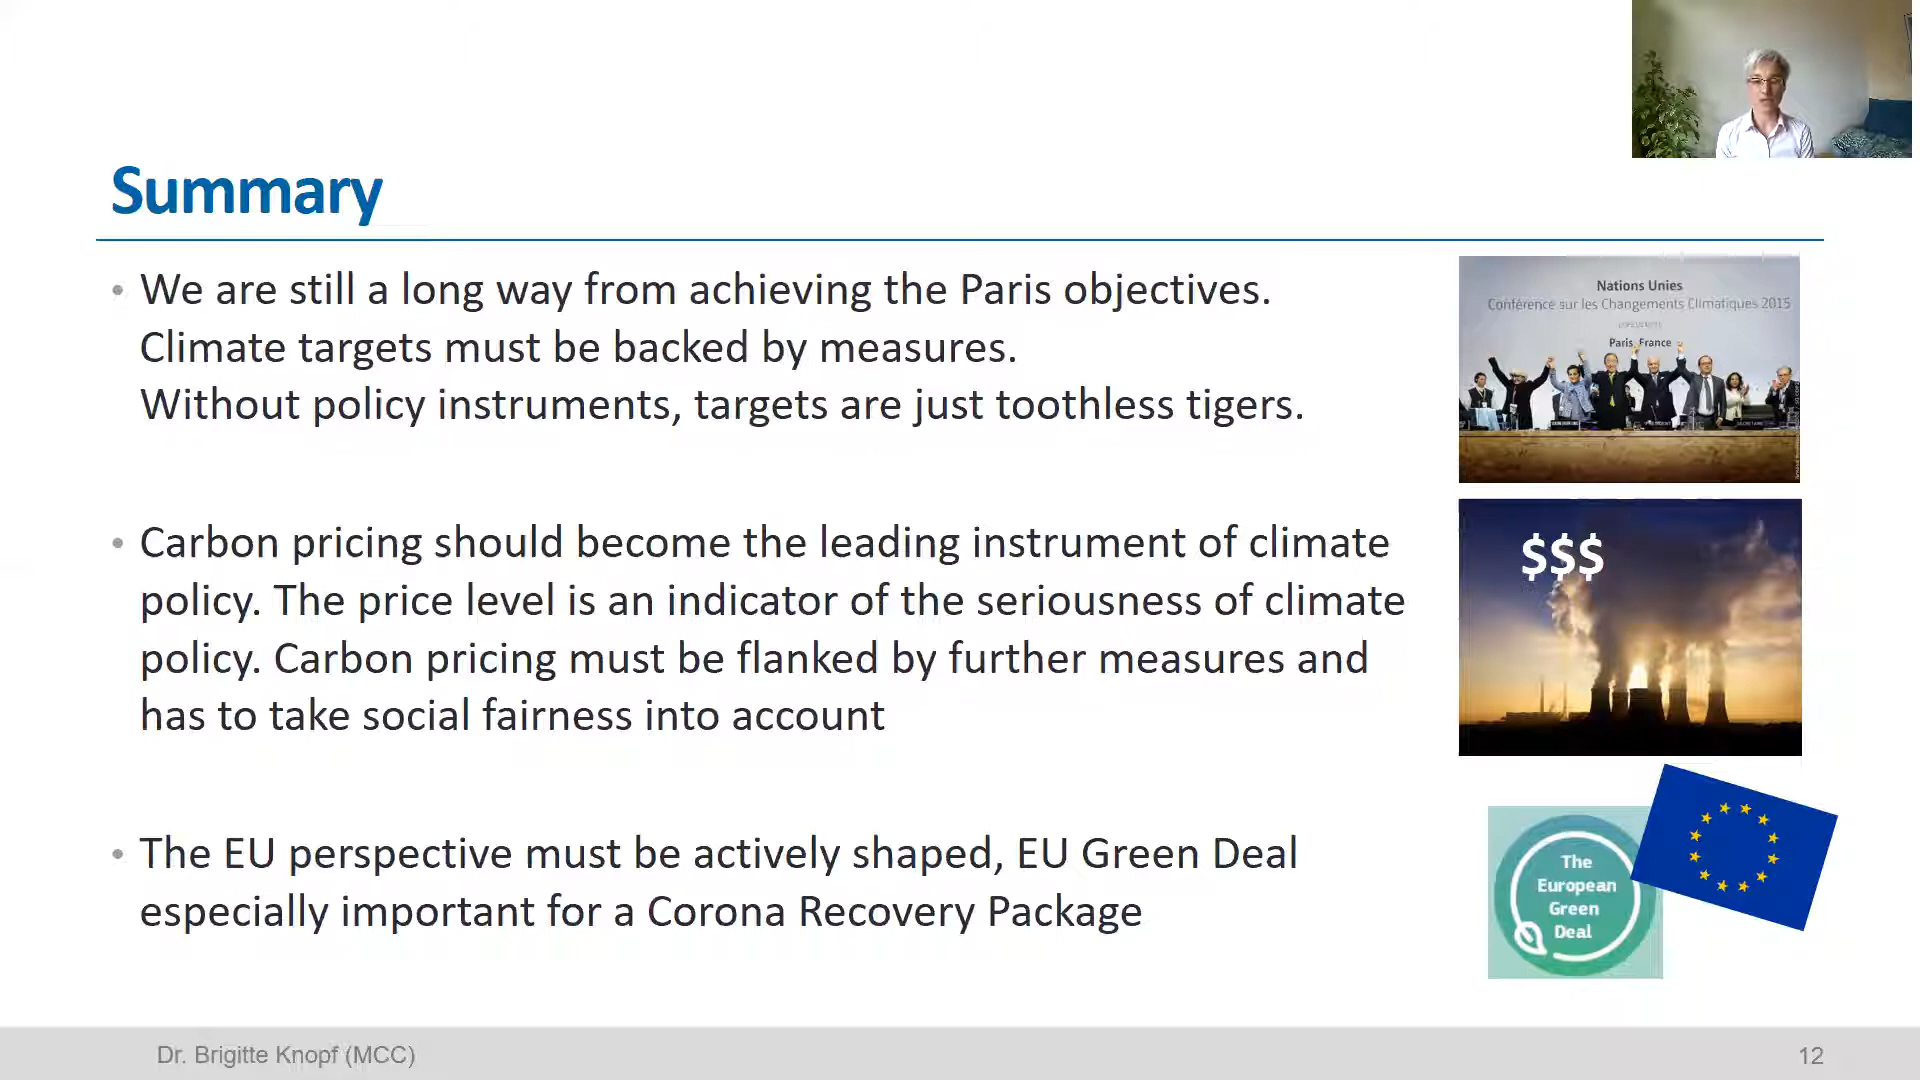 Summary
• We are still a long way from achieving the Paris objectives.
Climate targets must be backed by measures.
Without policy instruments, targets are just toothless tigers.
Nations Unies
Conférence sur les Changements Climatiques 2015
Paris, France
• Carbon pricing should become the leading instrument of climate
policy. The price level is an indicator of the seriousness of climate
policy. Carbon pricing must be flanked by further measures and
has to take social fairness into account
$$$
• The EU perspective must be actively shaped, EU Green Deal
especially important for a Corona Recovery Package
The
European
Green
Deal
Dr. Brigitte Knopf (MCC)
12